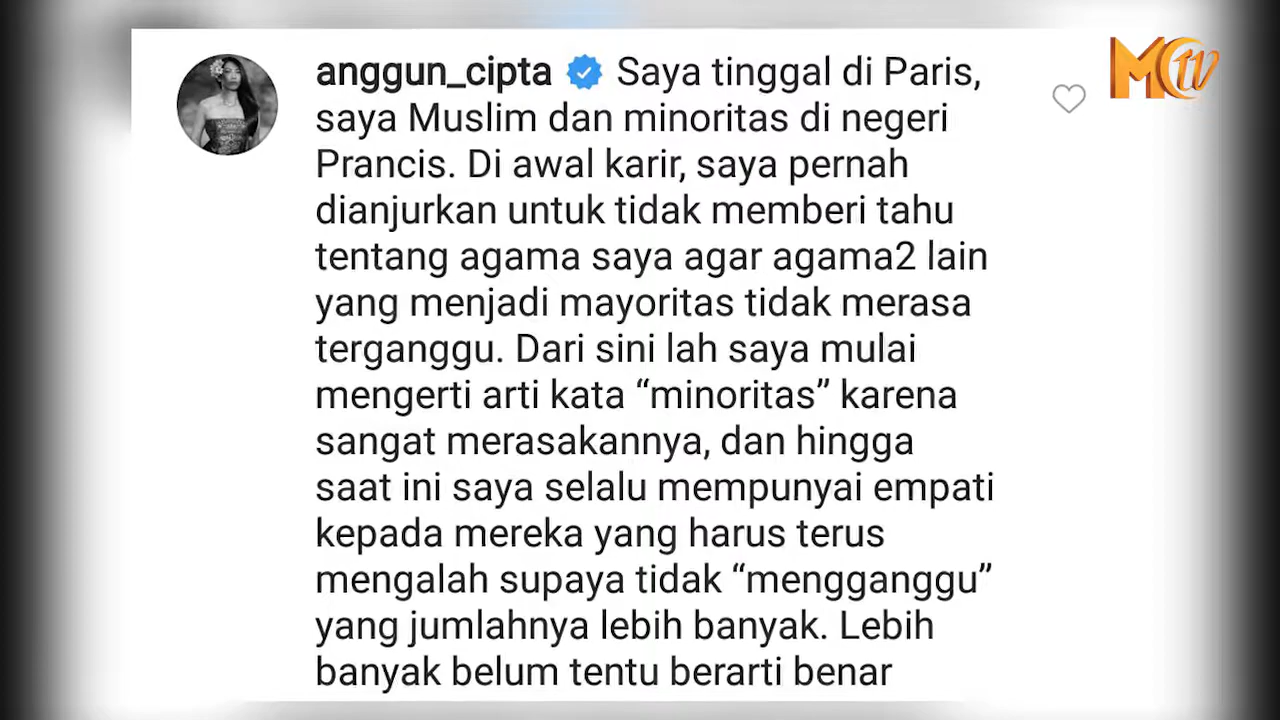 anggun_cipta Saya tinggal di Paris,
saya Muslim dan minoritas di negeri
Prancis. Di awal karir, saya pernah
dianjurkan untuk tidak memberi tahu
tentang agama saya agar agama2 lain
yang menjadi mayoritas tidak merasa
terganggu. Dari sini lah saya mulai
mengerti arti kata “minoritas” karena
sangat merasakannya, dan hingga
saat ini saya selalu mempunyai empati
kepada mereka yang harus terus
mengalah supaya tidak “mengganggu”
yang jumlahnya lebih banyak. Lebih
banyak belum tentu berarti benar
MC tv